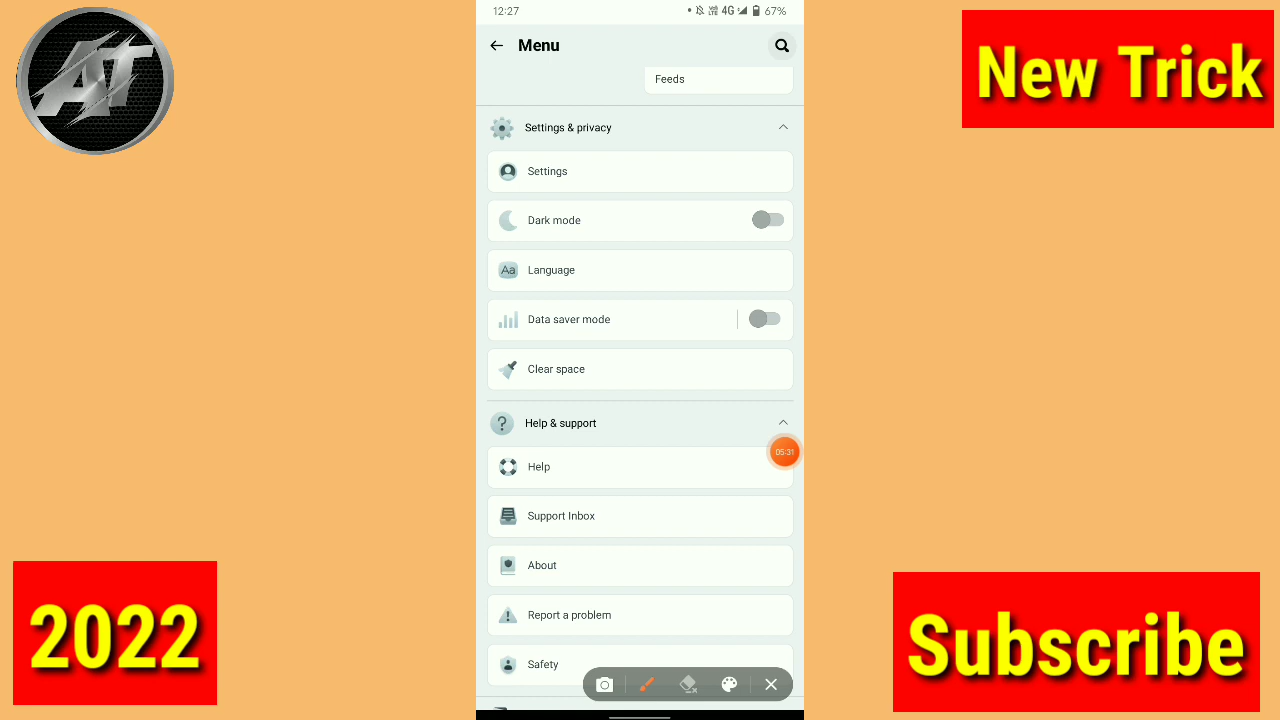 AT
New Trick
12:27
4G 67%
Menu
Feeds
Settings & privacy
Settings
Dark mode
Aa Language
Data saver mode
Clear space
Help & support
05:31
Help
Support Inbox
About
Report a problem
Safety
2022
Subscribe